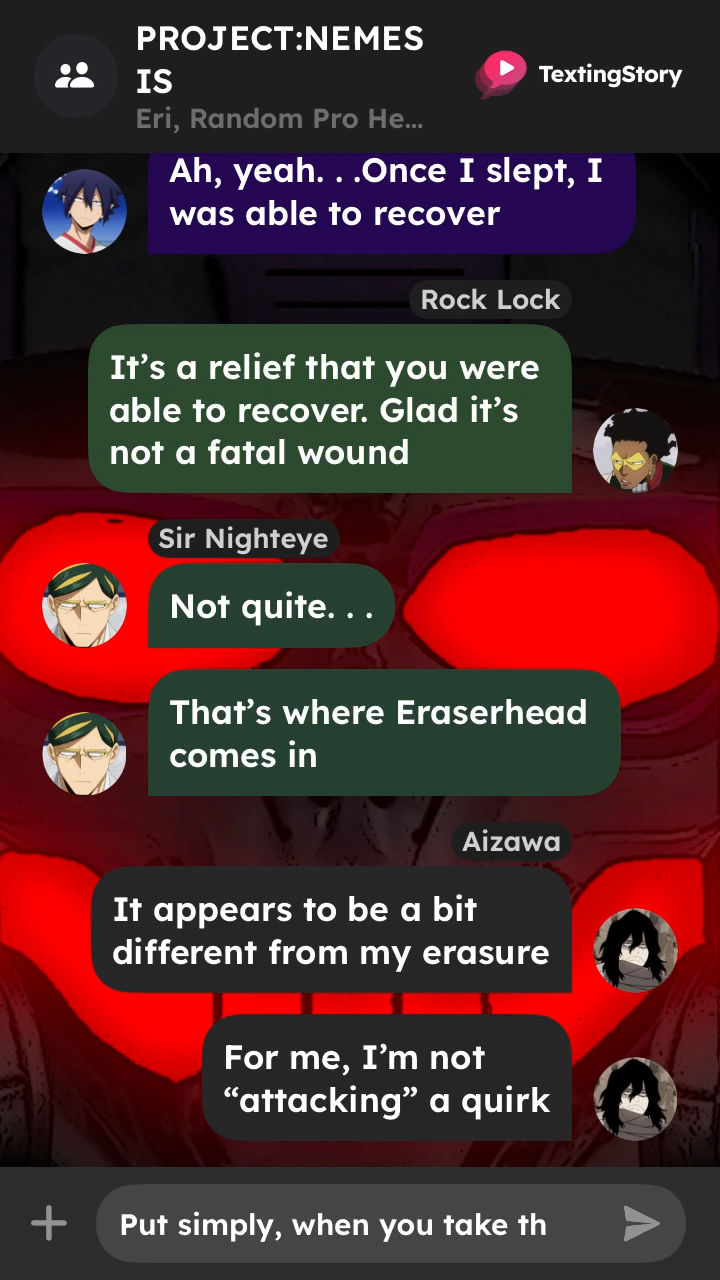 PROJECT:NEMES
IS
Eri, Random Pro He...
TextingStory
Ah, yeah. . .Once I slept, I
was able to recover
Rock Lock
It’s a relief that you were
able to recover. Glad it’s
not a fatal wound
Sir Nighteye
Not quite. . .
That’s where Eraserhead
comes in
Aizawa
It appears to be a bit
different from my erasure
For me, I’m not
“attacking” a quirk
Put simply, when you take th